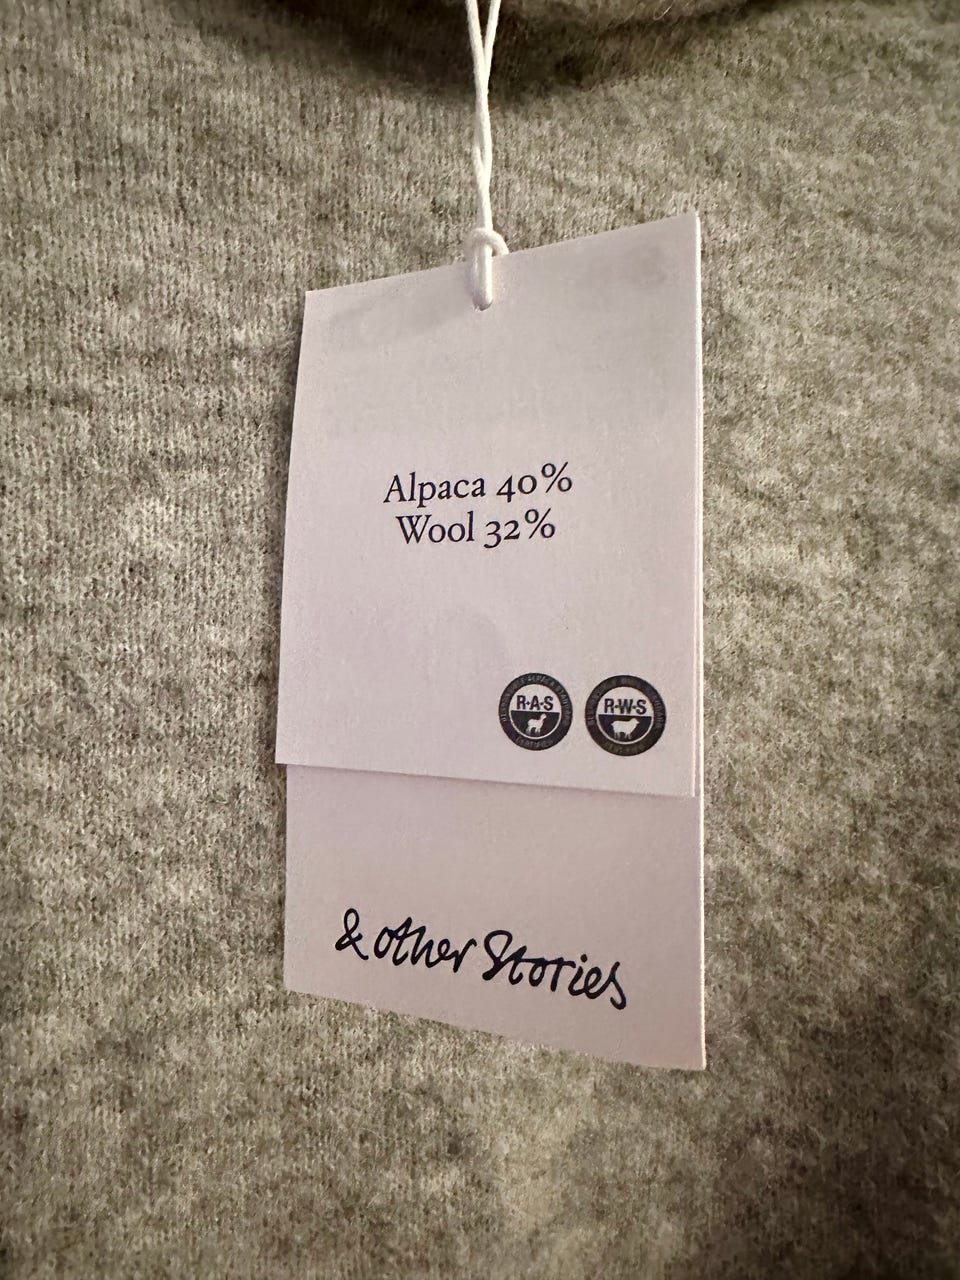 Alpaca 40%
Wool 32%
R·A·S
R·W·S
& other Stories